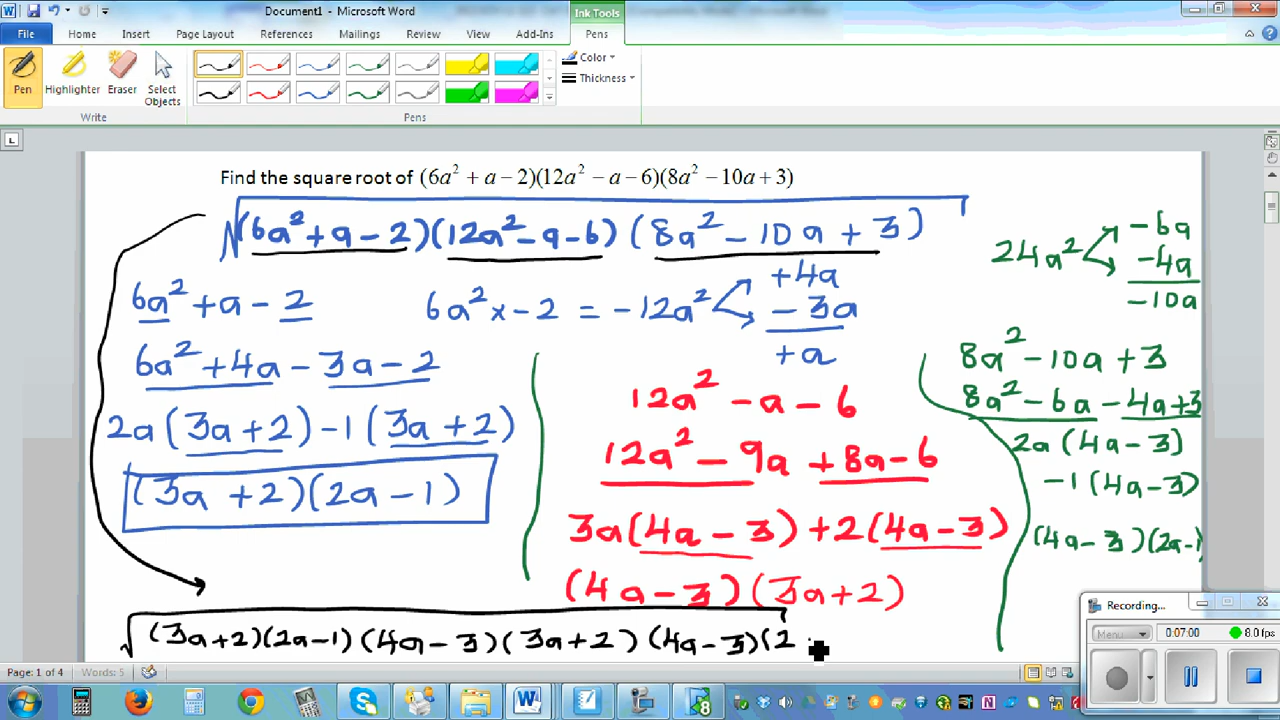 Document1 - Microsoft Word
Ink Tools
File Home Insert Page Layout References Mailings Review View Add-Ins Pens
Pen Highlighter Eraser Select Objects
Color
Thickness
Write Pens
Find the square root of (6a² + a − 2)(12a² − a − 6)(8a² − 10a + 3)
√(6a² + a − 2)(12a² − a − 6)(8a² − 10a + 3)
6a² + a − 2
6a² x − 2 = −12a²
+4a
− 3a
+a
6a² + 4a − 3a − 2
2a (3a + 2) − 1 (3a + 2)
(3a + 2)(2a − 1)
12a² − a − 6
12a² − 9a + 8a − 6
3a(4a − 3) + 2(4a − 3)
(4a − 3)(3a + 2)
24a²
−6a
−4a
−10a
8a² − 10a + 3
8a² − 6a − 4a + 3
2a (4a − 3)
−1 (4a − 3)
(4a − 3)(2a − 1
√(3a+2)(2a−1)(4a − 3)(3a + 2)(4a − 3)(2
Recording...
Menu
0:07:00
8.0 fps
Page: 1 of 4 Words: 50